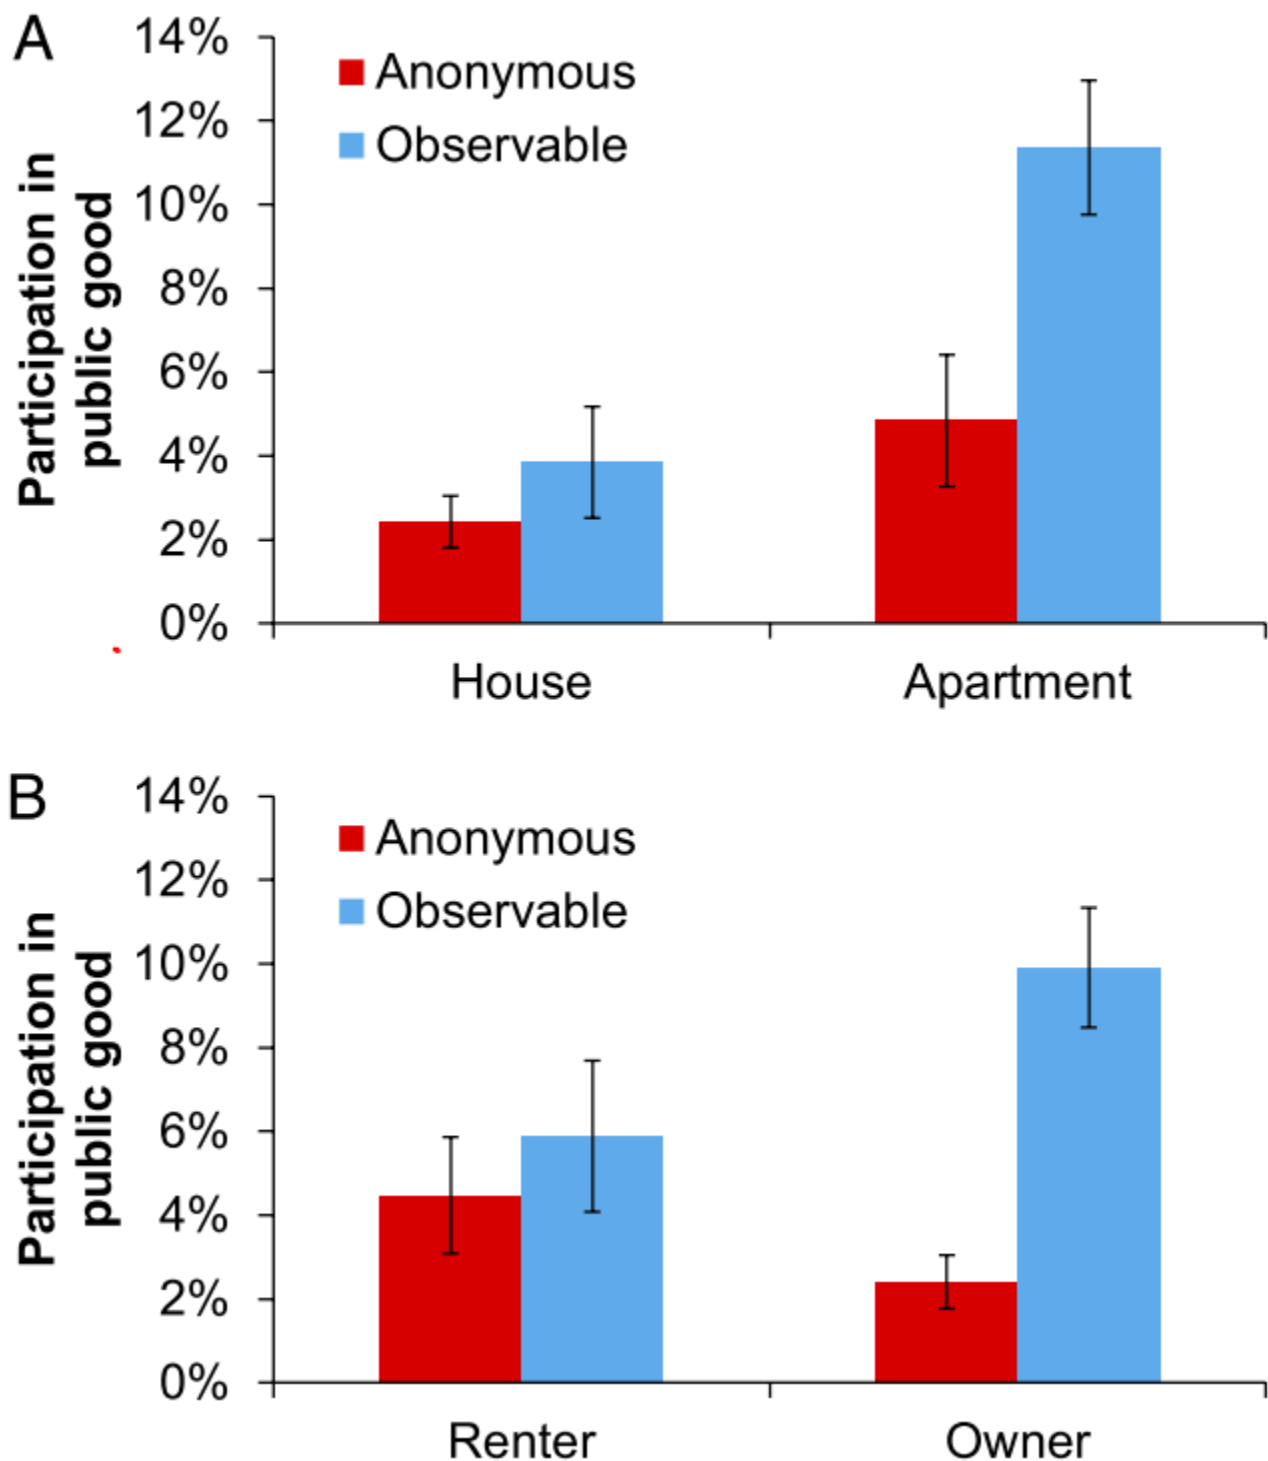 A
14%
12%
10%
8%
6%
4%
2%
0%
Participation in
public good
Anonymous
Observable
House
Apartment
B
14%
12%
10%
8%
6%
4%
2%
0%
Participation in
public good
Anonymous
Observable
Renter
Owner